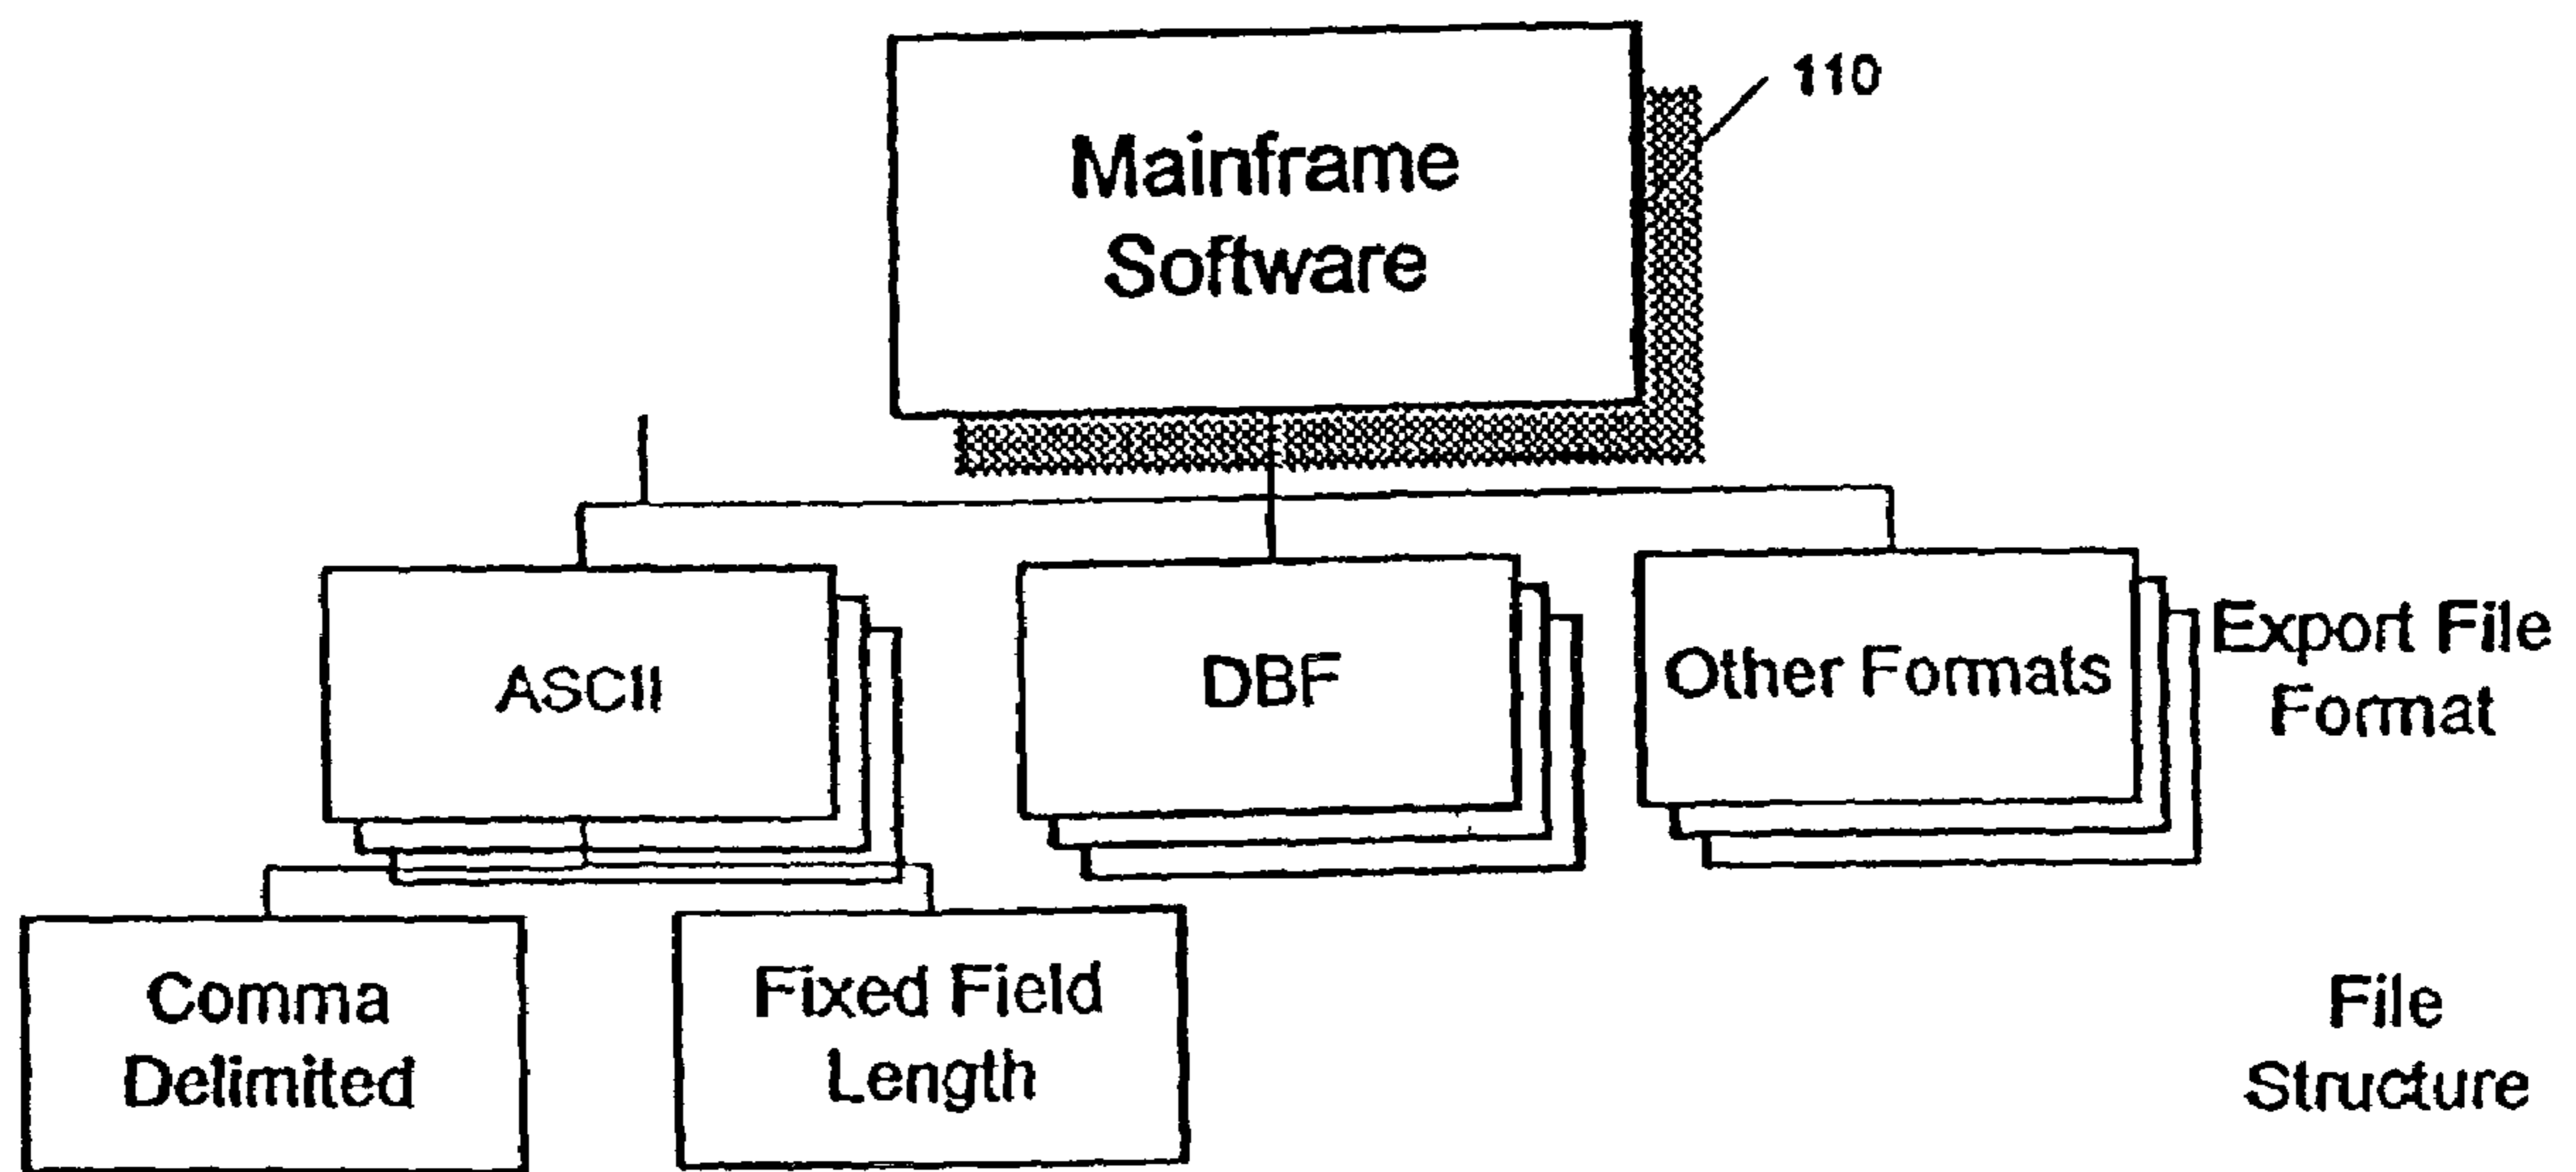 110
Mainframe
Software
ASCII
DBF
Other Formats
Export File
Format
Comma
Delimited
Fixed Field
Length
File
Structure